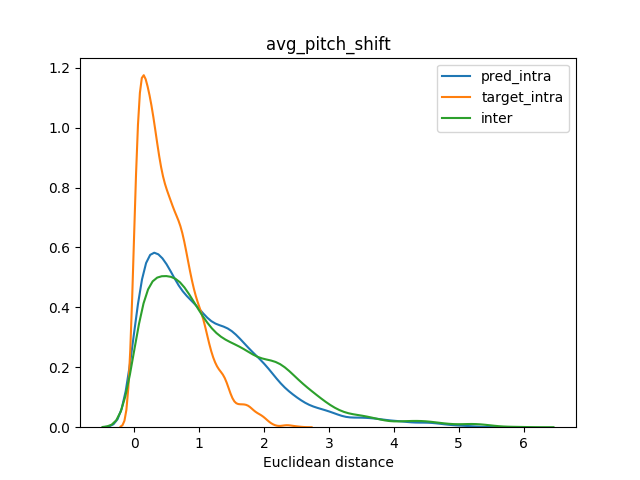 avg_pitch_shift
pred_intra
target_intra
inter
1.2
1.0
0.8
0.6
0.4
0.2
0.0
0 1 2 3 4 5 6
Euclidean distance